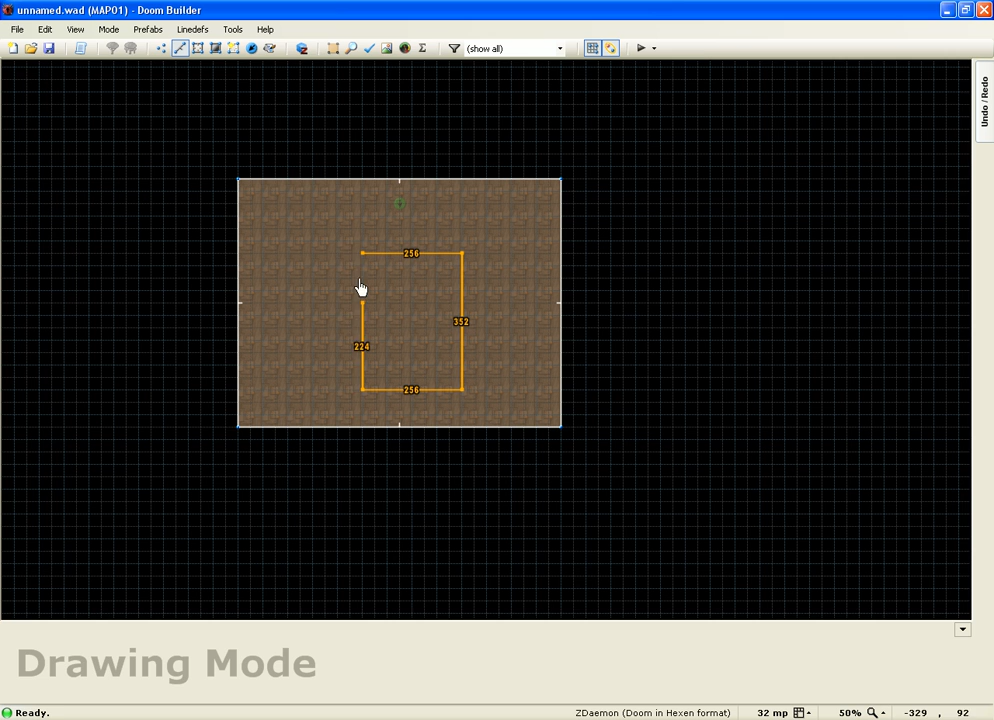 unnamed.wad (MAP01) - Doom Builder
File Edit View Mode Prefabs Linedefs Tools Help
(show all)
Undo / Redo
256
352
224
256
Drawing Mode
Ready.
ZDaemon (Doom in Hexen format) 32 mp 50% -329 , 92